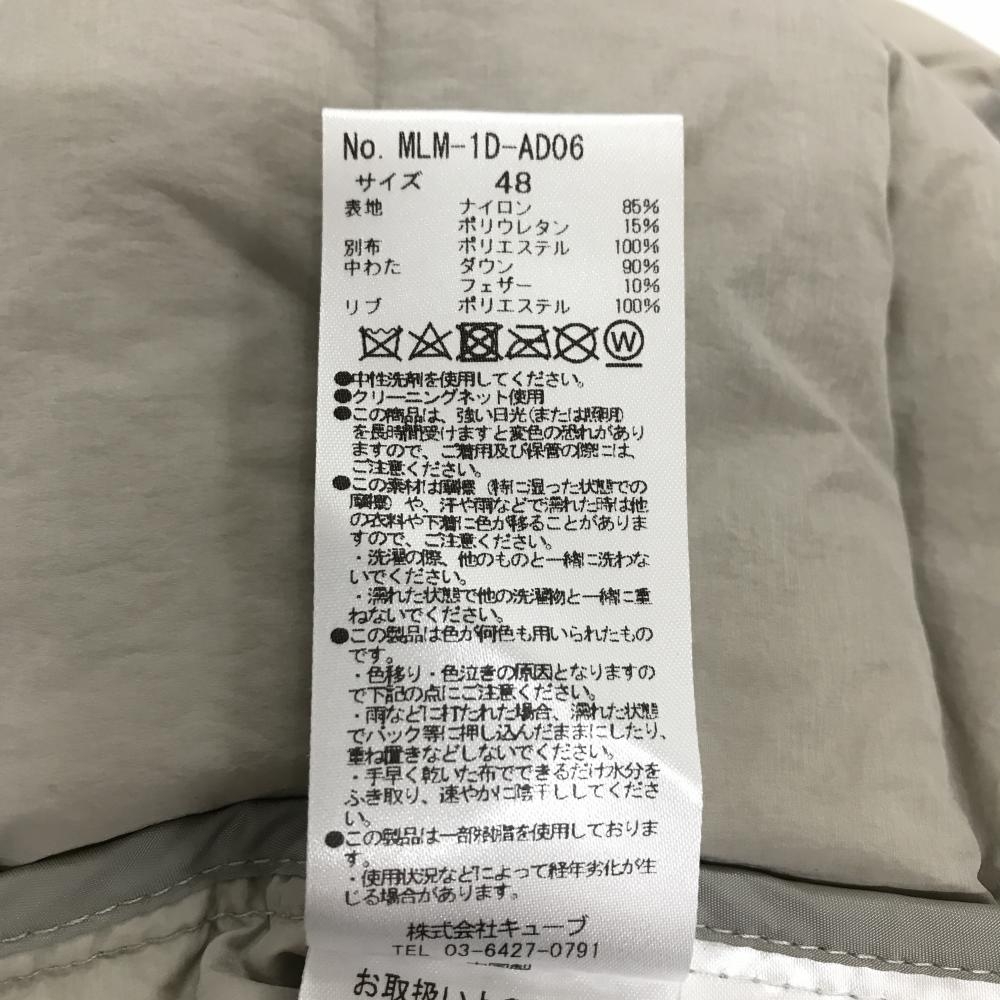 No. MLM-1D-AD06
サイズ 48
表地 ナイロン 85%
ポリウレタン 15%
別布 ポリエステル 100%
中わた ダウン 90%
フェザー 10%
リブ ポリエステル 100%
W
●中性洗剤を使用してください。
●クリーニングネット使用
●この商品は、強い日光(または照明)
を長時間受けますと変色の恐れがあり
ますので、ご着用及び保管の際には、
ご注意ください。
●この素材は摩擦(特に湿った状態での
摩擦)や、汗や雨などで濡れた時は他
の衣料や下着に色が移ることがありま
すので、ご注意ください。
・洗濯の際、他のものと一緒に洗わな
いでください。
・濡れた状態で他の洗濯物と一緒に重
ねないでください。
●この製品は色が何色も用いられたもの
です。
・色移り・色泣きの原因となりますの
で下記の点にご注意ください。
・雨などに打たれた場合、濡れた状態
でバック等に押し込んだままにしたり、
重ね置きなどしないでください。
・手早く乾いた布でできるだけ水分を
ふき取り、速やかに陰干ししてくださ
い。
●この製品は一部樹脂を使用しておりま
す。
・使用状況などによって経年劣化が生
じる場合があります。
株式会社キューブ
TEL 03-6427-0791
お取扱い上の